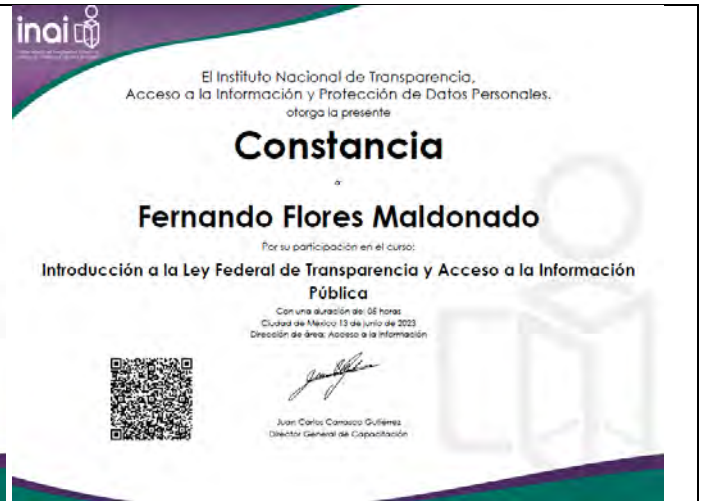 inai
El Instituto Nacional de Transparencia,
Acceso a la Información y Protección de Datos Personales.
otorga la presente
Constancia
a
Fernando Flores Maldonado
Por su participación en el curso:
Introducción a la Ley Federal de Transparencia y Acceso a la Información
Pública
Con una duración de: 05 horas
Ciudad de México 13 de junio de 2023
Dirección de área: Acceso a la Información
Juan Carlos Carrasco Gutiérrez
Director General de Capacitación